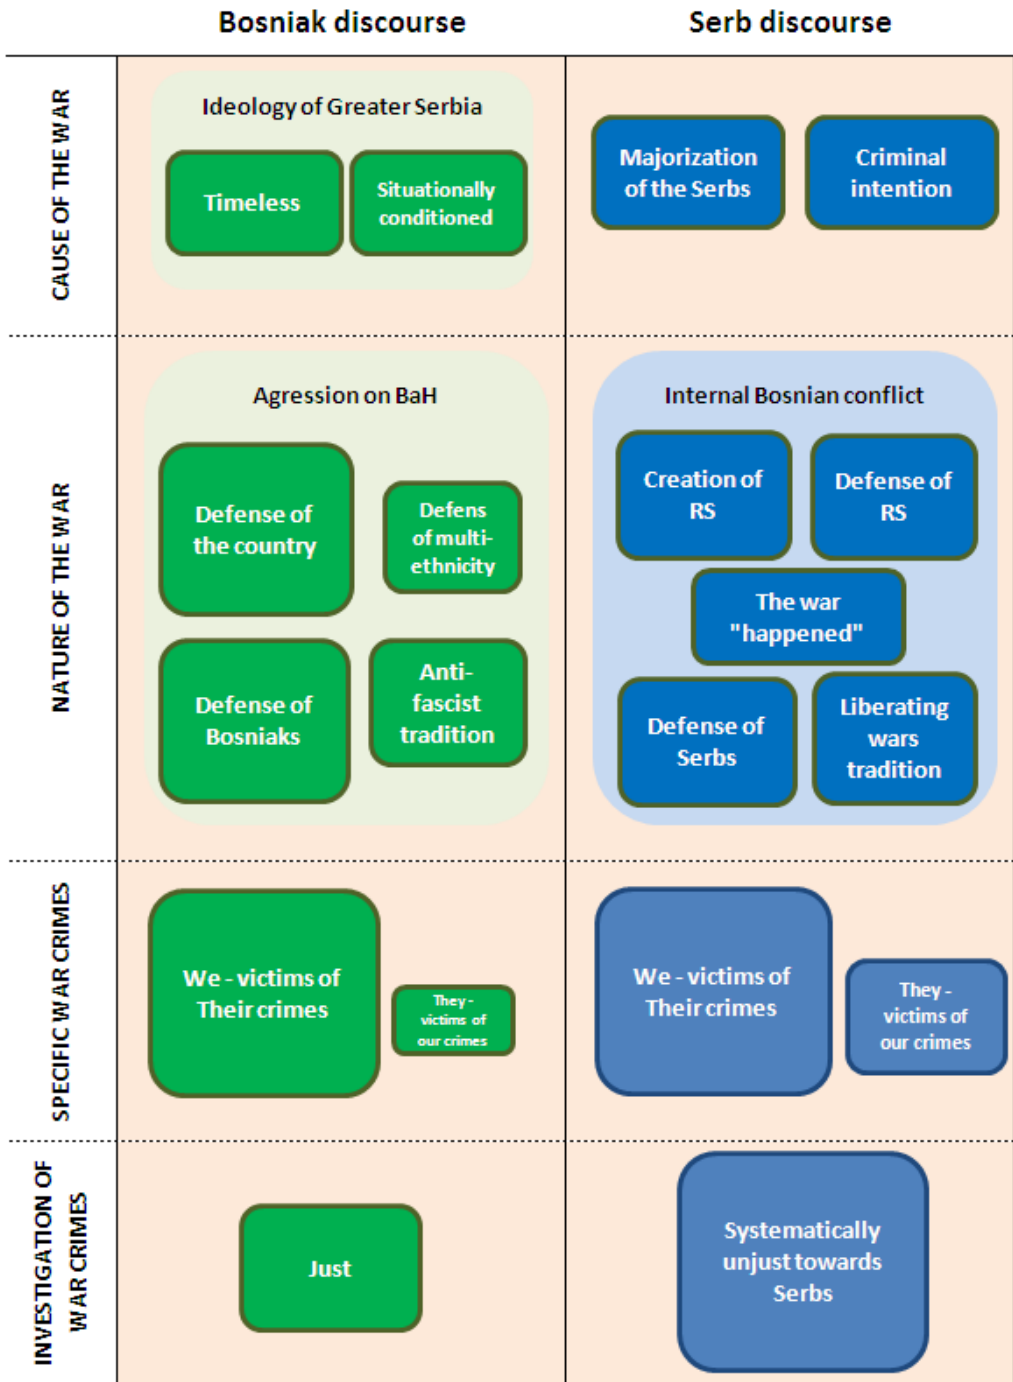 Bosniak discourse
Serb discourse
CAUSE OF THE WAR
Ideology of Greater Serbia
Timeless
Situationally
conditioned
Majorization
of the Serbs
Criminal
intention
NATURE OF THE WAR
Agression on BaH
Defense of
the country
Defens
of multi-
ethnicity
Defense of
Bosniaks
Anti-
fascist
tradition
Internal Bosnian conflict
Creation of
RS
Defense of
RS
The war
"happened"
Defense of
Serbs
Liberating
wars
tradition
SPECIFIC WAR CRIMES
We - victims of
Their crimes
They -
victims of
our crimes
We - victims of
Their crimes
They -
victims of
our crimes
INVESTIGATION OF
WAR CRIMES
Just
Systematically
unjust towards
Serbs